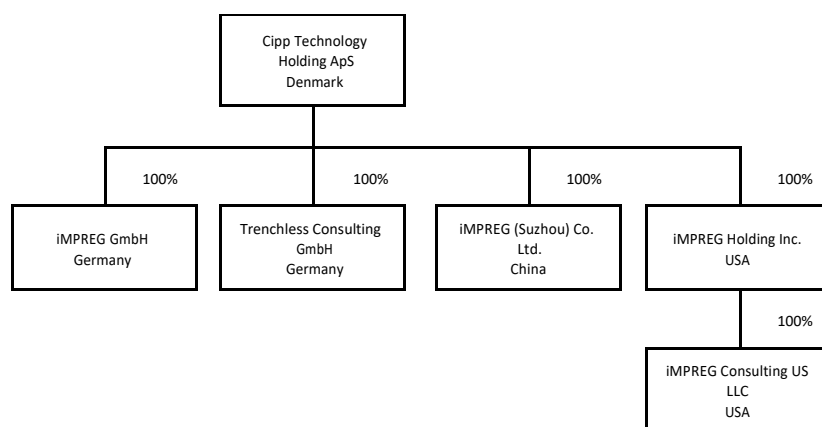 Cipp Technology
Holding ApS
Denmark
100%
100%
100%
100%
iMPREG GmbH
Germany
Trenchless Consulting
GmbH
Germany
iMPREG (Suzhou) Co.
Ltd.
China
iMPREG Holding Inc.
USA
100%
iMPREG Consulting US
LLC
USA